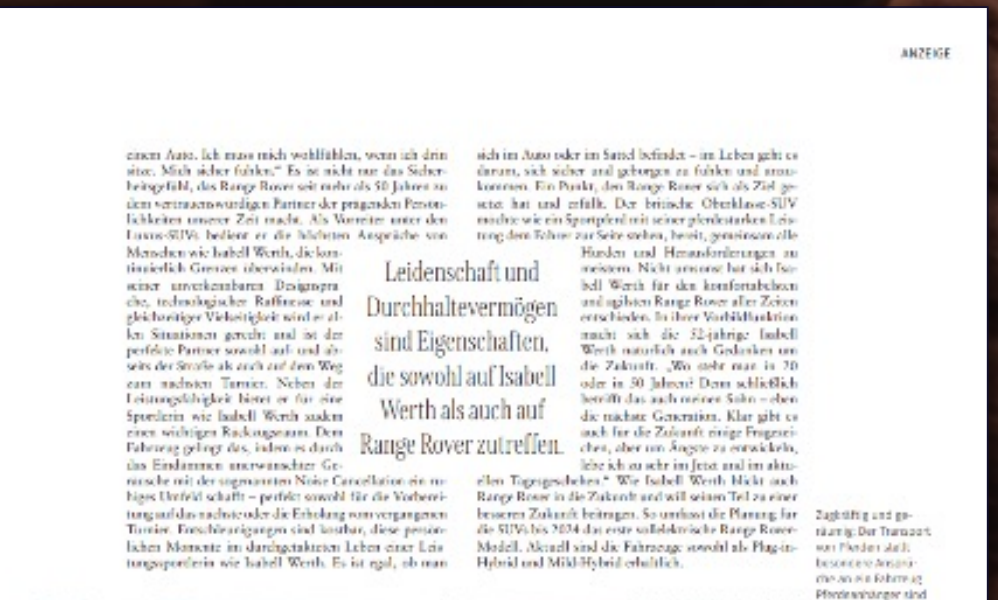 ANZEIGE
einem Auto. Ich muss mich wohlfühlen, wenn ich drin
sitze. Mich sicher fühlen.“ Es ist nicht nur das Sicher-
heitsgefühl, das Range Rover seit mehr als 50 Jahren zu
dem vertrauenswürdigen Partner der prägenden Persön-
lichkeiten unserer Zeit macht. Als Vorreiter unter den
Luxus-SUVs bedient er die höchsten Ansprüche von
Menschen wie Isabell Werth, die kon-
tinuierlich Grenzen überwinden. Mit
seiner unverkennbaren Designspra-
che, technologischer Raffinesse und
gleichzeitiger Vielseitigkeit wird er al-
len Situationen gerecht und ist der
perfekte Partner sowohl auf- und ab-
seits der Straße als auch auf dem Weg
zum nächsten Turnier. Neben der
Leistungsfähigkeit bietet er für eine
Sportlerin wie Isabell Werth zudem
einen wichtigen Rückzugsraum. Dem
Fahrzeug gelingt das, indem es durch
das Eindämmen unerwünschter Ge-
räusche mit der sogenannten Noise Cancellation ein ru-
higes Umfeld schafft – perfekt sowohl für die Vorberei-
tung auf das nächste oder die Erholung vom vergangenen
Turnier. Entschleunigungen sind kostbar, diese persön-
lichen Momente im durchgetakteten Leben einer Leis-
tungssportlerin wie Isabell Werth. Es ist egal, ob man
Leidenschaft und
Durchhaltevermögen
sind Eigenschaften,
die sowohl auf Isabell
Werth als auch auf
Range Rover zutreffen.
sich im Auto oder im Sattel befindet – im Leben geht es
darum, sich sicher und geborgen zu fühlen und anzu-
kommen. Ein Punkt, den Range Rover sich als Ziel ge-
setzt hat und erfüllt. Der britische Oberklasse-SUV
möchte wie ein Sportpferd mit seiner pferdestarken Leis-
tung dem Fahrer zur Seite stehen, bereit, gemeinsam alle
Hürden und Herausforderungen zu
meistern. Nicht umsonst hat sich Isa-
bell Werth für den komfortabelsten
und agilsten Range Rover aller Zeiten
entschieden. In ihrer Vorbildfunktion
macht sich die 52-jährige Isabell
Werth natürlich auch Gedanken um
die Zukunft. „Wo steht man in 20
oder in 30 Jahren? Denn schließlich
betrifft das auch meinen Sohn – eben
die nächste Generation. Klar gibt es
auch für die Zukunft einige Fragezei-
chen, aber um Ängste zu entwickeln,
lebe ich zu sehr im Jetzt und im aktu-
ellen Tagesgeschehen.“ Wie Isabell Werth blickt auch
Range Rover in die Zukunft und will seinen Teil zu einer
besseren Zukunft beitragen. So umfasst die Planung für
die SUVs bis 2024 das erste vollelektrische Range Rover-
Modell. Aktuell sind die Fahrzeuge sowohl als Plug-in-
Hybrid und Mild-Hybrid erhältlich.
Zugkräftig und ge-
räumig: Der Transport
von Pferden stellt
besondere Ansprü-
che an ein Fahrzeug
Pferdeanhänger sind